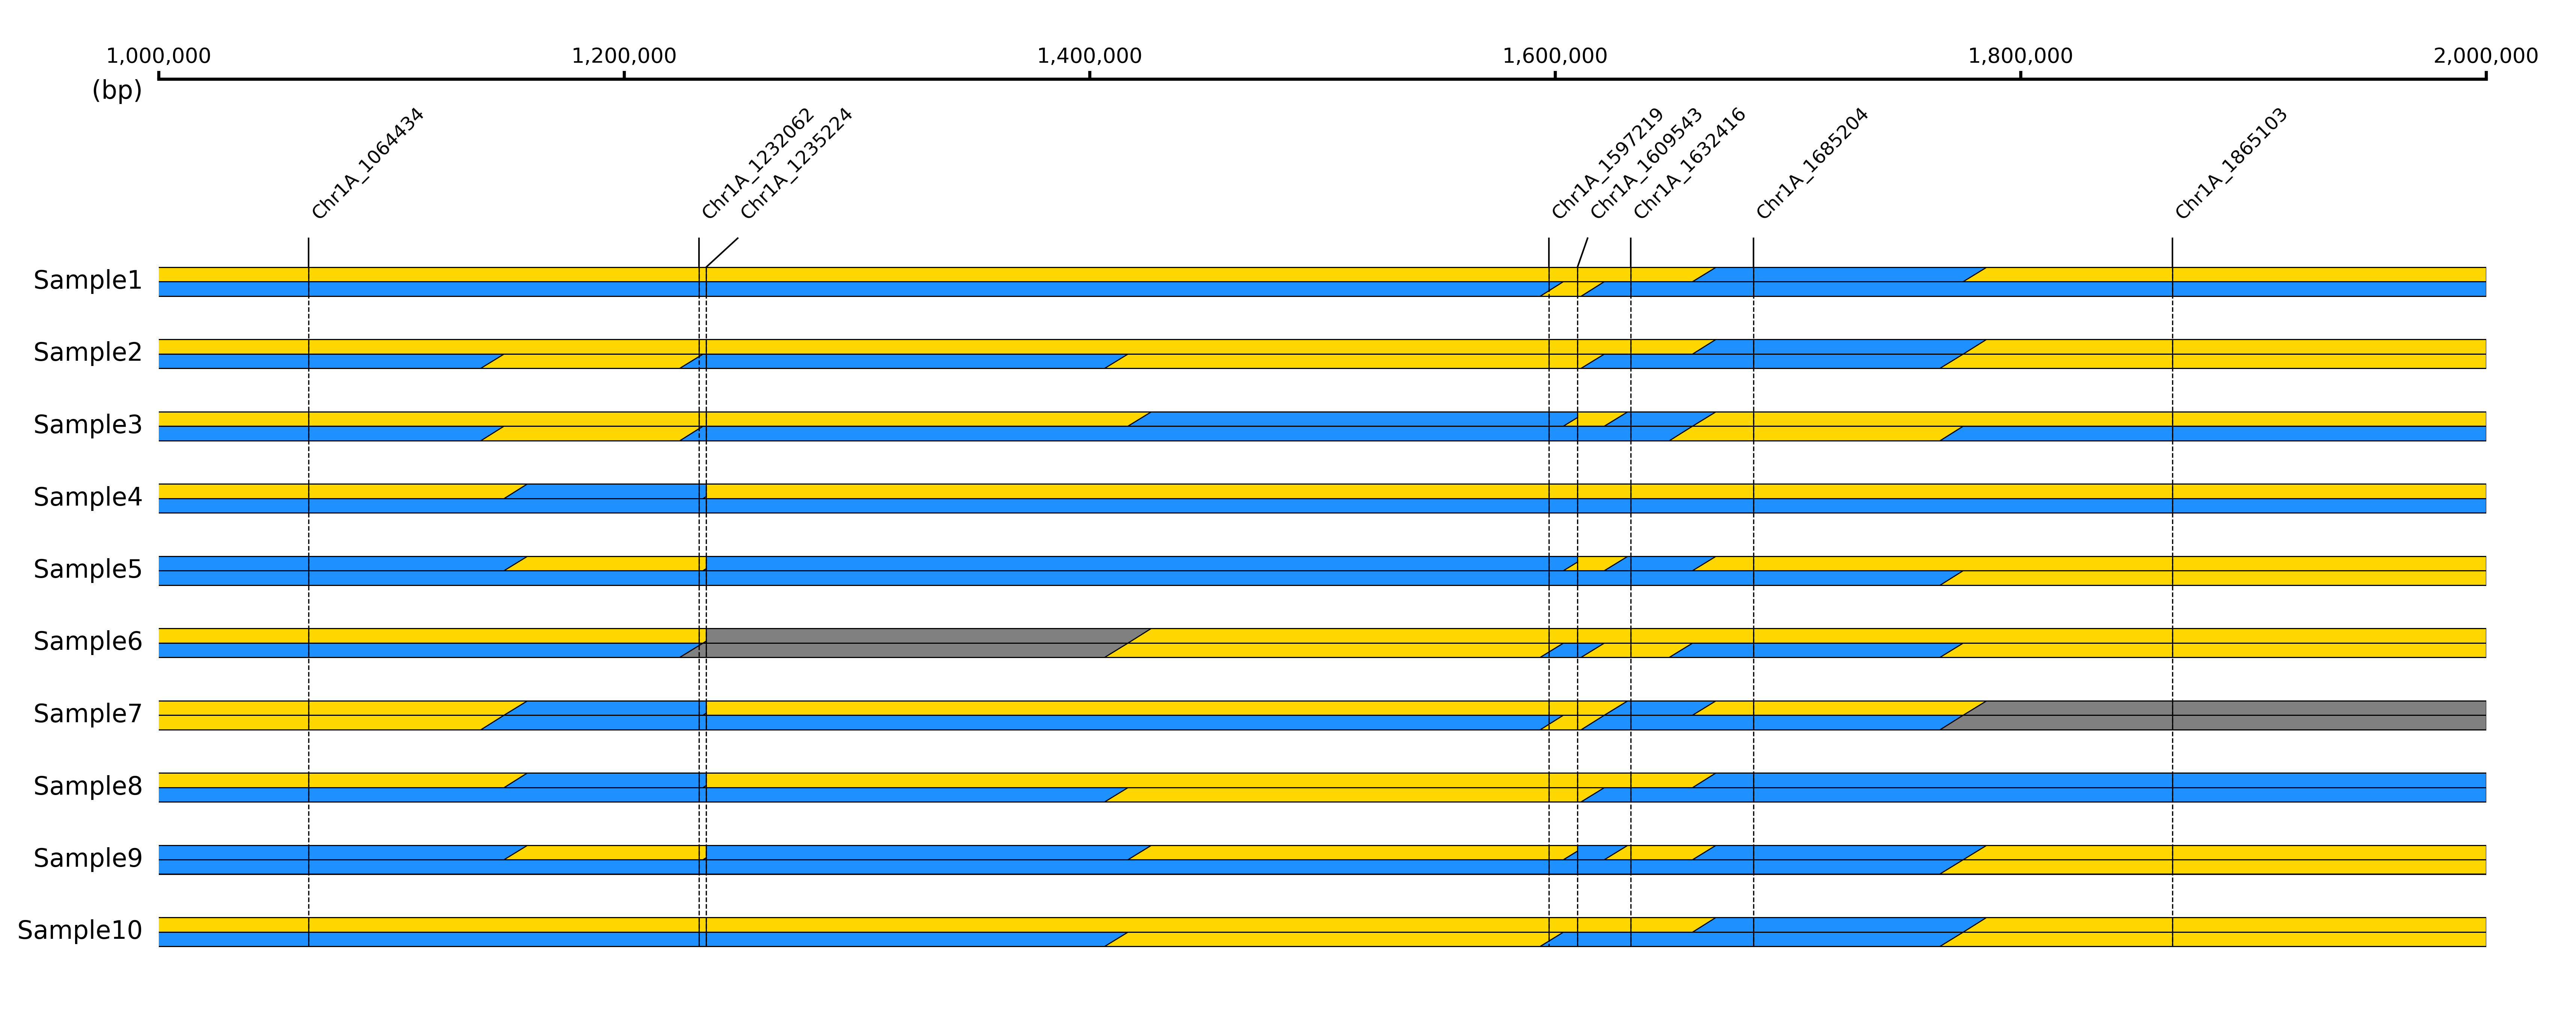 1,000,000 1,200,000 1,400,000 1,600,000 1,800,000 2,000,000
(bp)
Chr1A_1064434 Chr1A_1232062 Chr1A_1235224 Chr1A_1597219 Chr1A_1609543 Chr1A_1632416 Chr1A_1685204 Chr1A_1865103
Sample1
Sample2
Sample3
Sample4
Sample5
Sample6
Sample7
Sample8
Sample9
Sample10